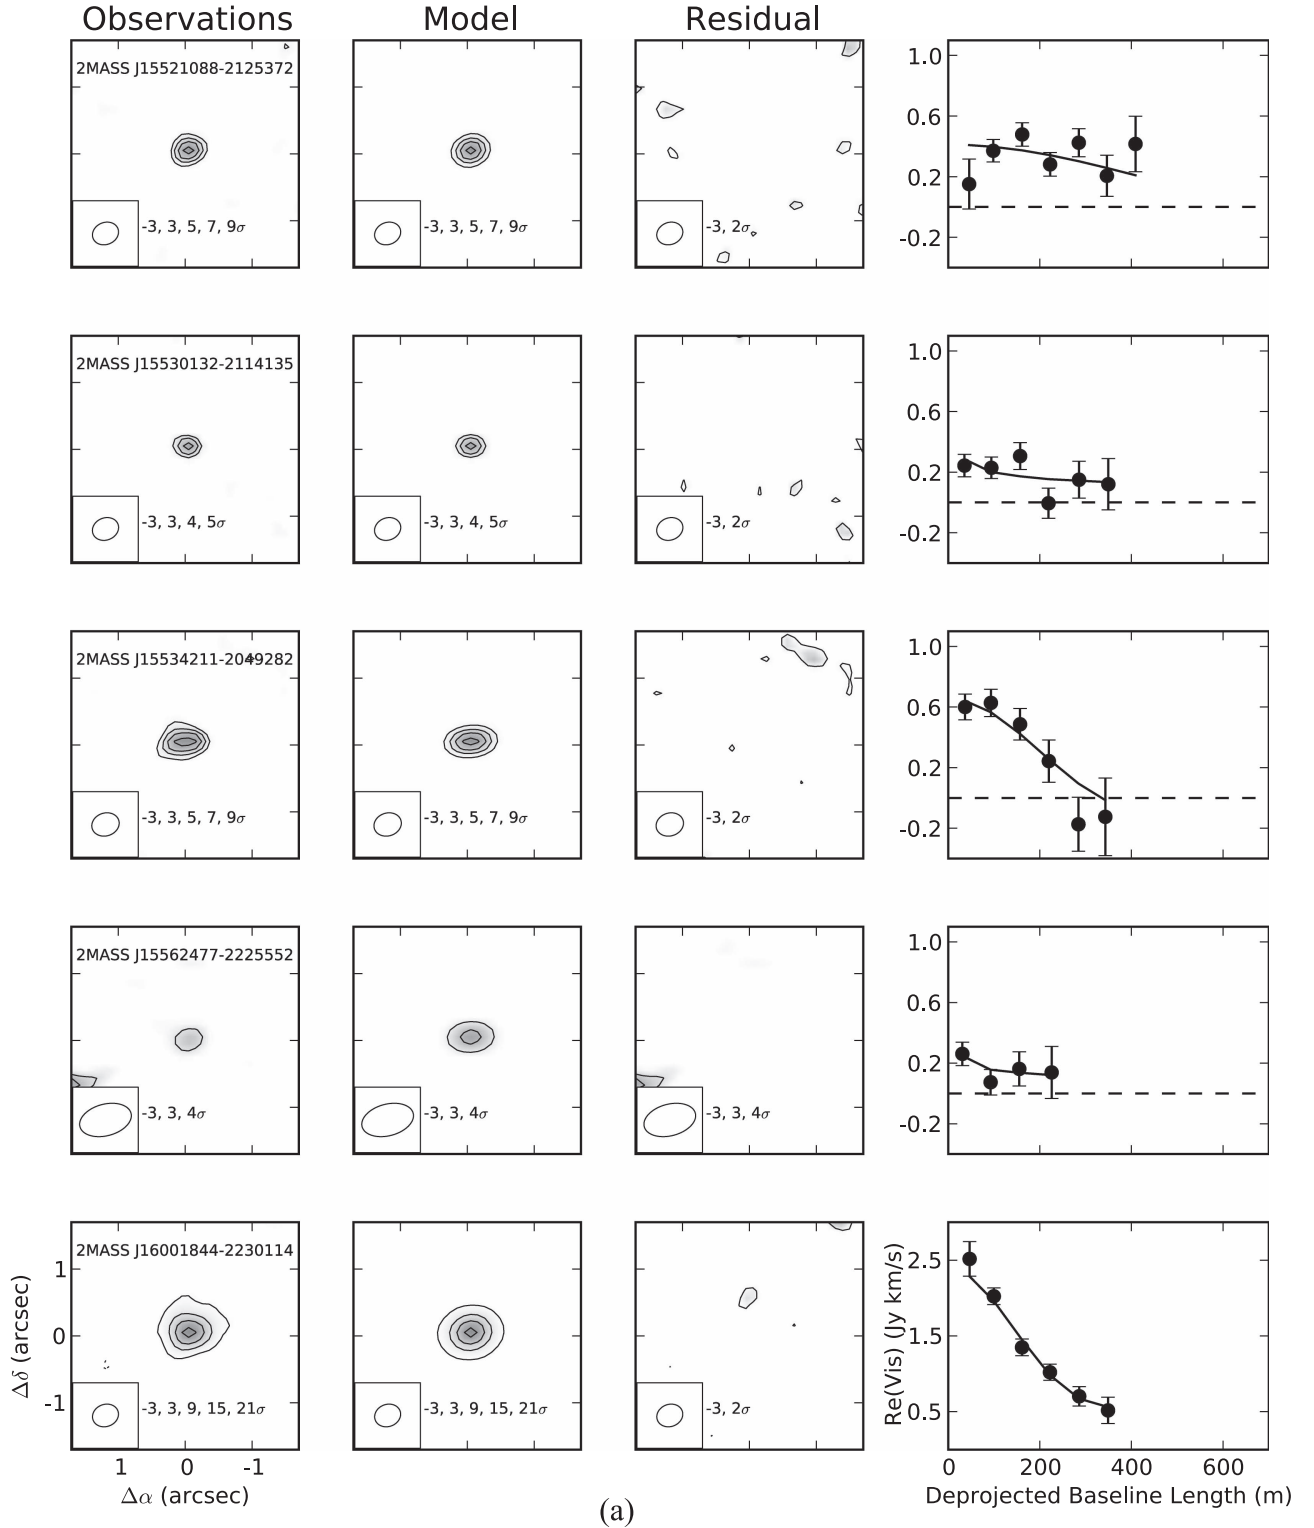 Observations Model Residual
2MASS J15521088-2125372
-3, 3, 5, 7, 9σ
-3, 3, 5, 7, 9σ
-3, 2σ
1.0
0.6
0.2
-0.2
2MASS J15530132-2114135
-3, 3, 4, 5σ
-3, 3, 4, 5σ
-3, 2σ
1.0
0.6
0.2
-0.2
2MASS J15534211-2049282
-3, 3, 5, 7, 9σ
-3, 3, 5, 7, 9σ
-3, 2σ
1.0
0.6
0.2
-0.2
2MASS J15562477-2225552
-3, 3, 4σ
-3, 3, 4σ
-3, 3, 4σ
1.0
0.6
0.2
-0.2
2MASS J16001844-2230114
-3, 3, 9, 15, 21σ
-3, 3, 9, 15, 21σ
-3, 2σ
1
0
-1
Δδ (arcsec)
1 0 -1
Δα (arcsec)
Re(Vis) (Jy km/s)
2.5
1.5
0.5
0 200 400 600
Deprojected Baseline Length (m)
(a)